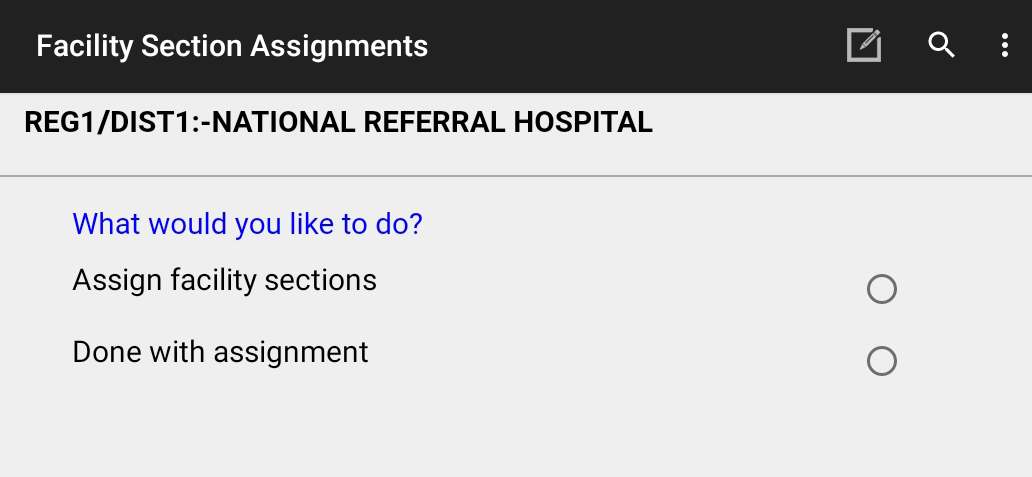 Facility Section Assignments
REG1/DIST1:-NATIONAL REFERRAL HOSPITAL
What would you like to do?
Assign facility sections
Done with assignment